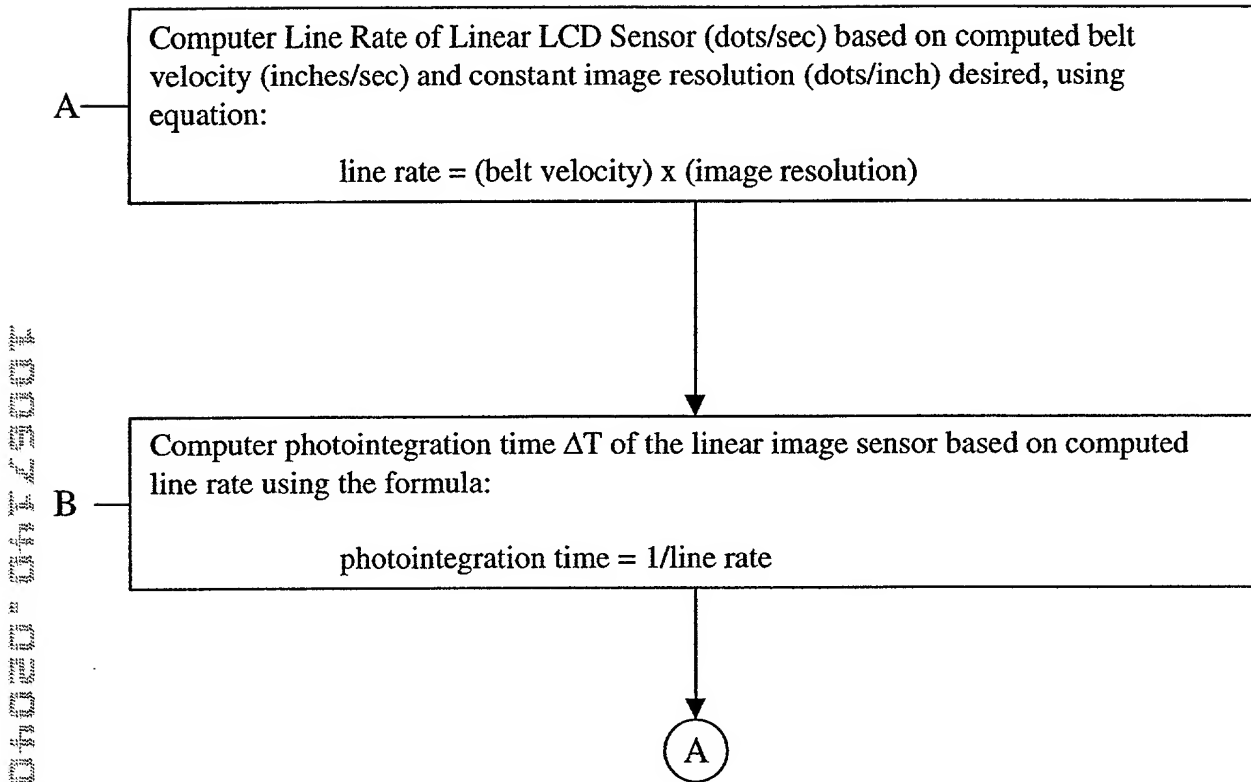 Computer Line Rate of Linear LCD Sensor (dots/sec) based on computed belt
velocity (inches/sec) and constant image resolution (dots/inch) desired, using
equation:
A
line rate = (belt velocity) x (image resolution)
Computer photointegration time ΔT of the linear image sensor based on computed
line rate using the formula:
B
photointegration time = 1/line rate
A